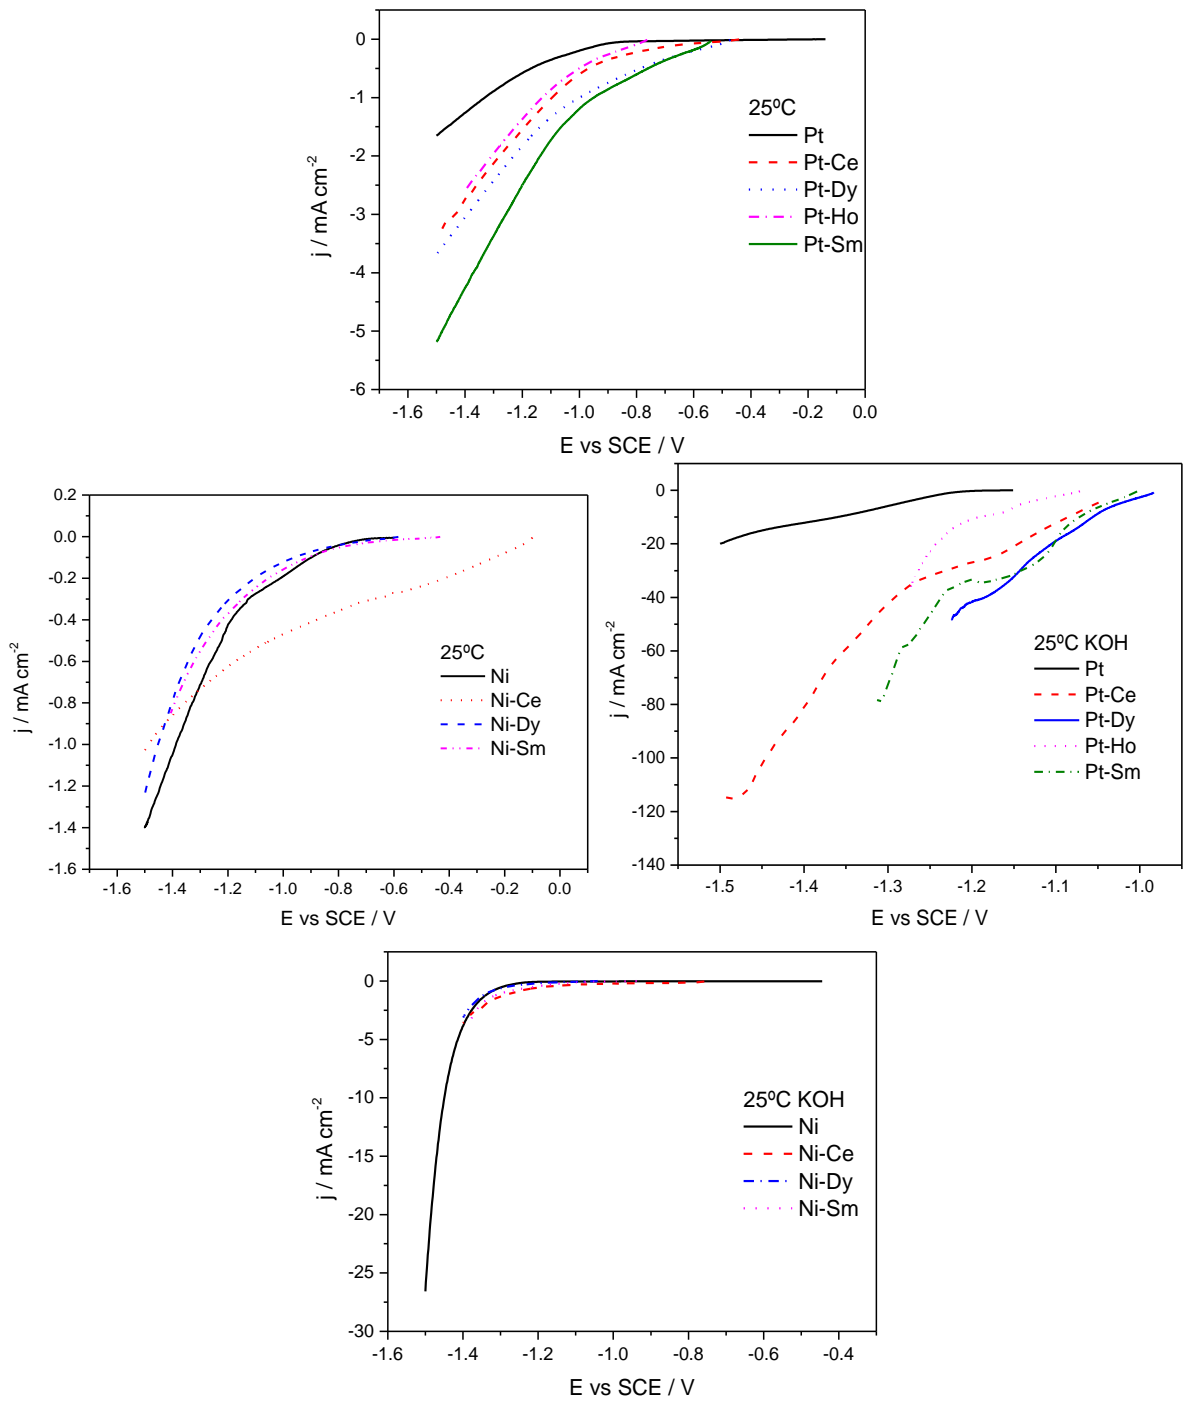 0
-1
-2
-3
-4
-5
-6
j / mA cm-2
25ºC
Pt
Pt-Ce
Pt-Dy
Pt-Ho
Pt-Sm
-1.6 -1.4 -1.2 -1.0 -0.8 -0.6 -0.4 -0.2 0.0
E vs SCE / V
0.2
0.0
-0.2
-0.4
-0.6
-0.8
-1.0
-1.2
-1.4
-1.6
j / mA cm-2
25ºC
Ni
Ni-Ce
Ni-Dy
Ni-Sm
-1.6 -1.4 -1.2 -1.0 -0.8 -0.6 -0.4 -0.2 0.0
E vs SCE / V
0
-20
-40
-60
-80
-100
-120
-140
j / mA cm-2
25ºC KOH
Pt
Pt-Ce
Pt-Dy
Pt-Ho
Pt-Sm
-1.5 -1.4 -1.3 -1.2 -1.1 -1.0
E vs SCE / V
0
-5
-10
-15
-20
-25
-30
j / mA cm-2
25ºC KOH
Ni
Ni-Ce
Ni-Dy
Ni-Sm
-1.6 -1.4 -1.2 -1.0 -0.8 -0.6 -0.4
E vs SCE / V